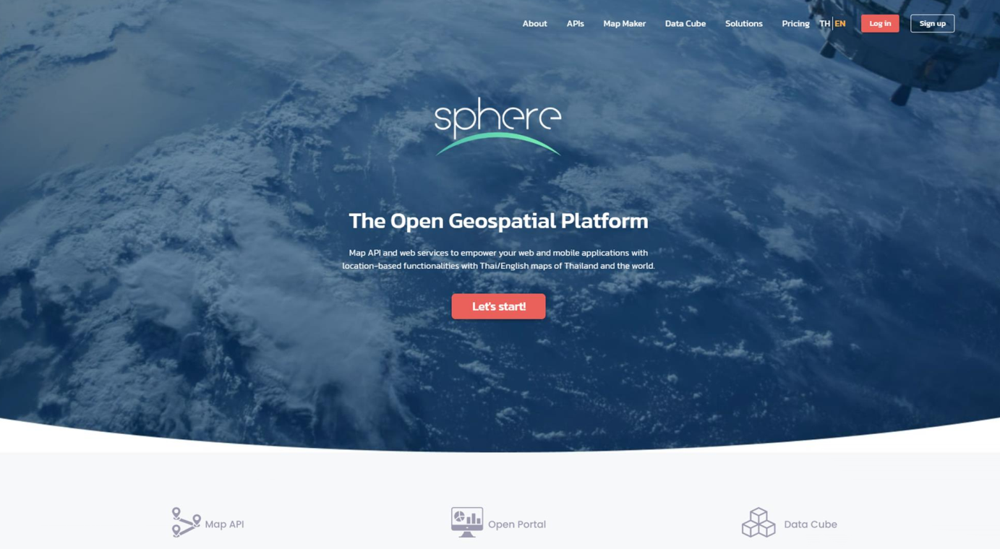 About APIs Map Maker Data Cube Solutions Pricing TH EN Log in Sign up
sphere
The Open Geospatial Platform
Map API and web services to empower your web and mobile applications with
location-based functionalities with Thai/English maps of Thailand and the world.
Let's start!
Map API Open Portal Data Cube